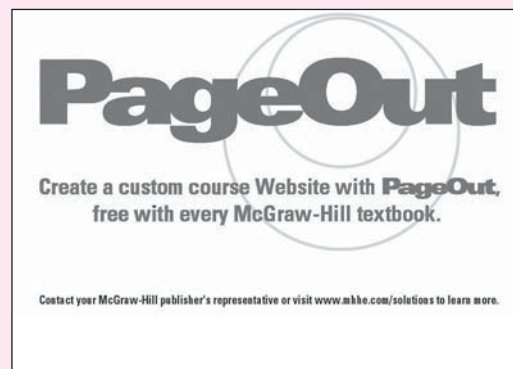 PageOut
Create a custom course Website with PageOut,
free with every McGraw-Hill textbook.
Contact your McGraw-Hill publisher's representative or visit www.mhhe.com/solutions to learn more.